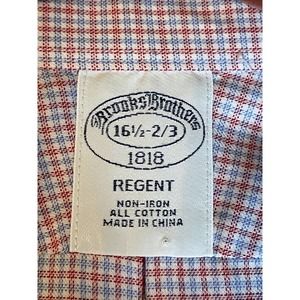 Brooks Brothers
16½-2/3
1818
REGENT
NON-IRON
ALL COTTON
MADE IN CHINA